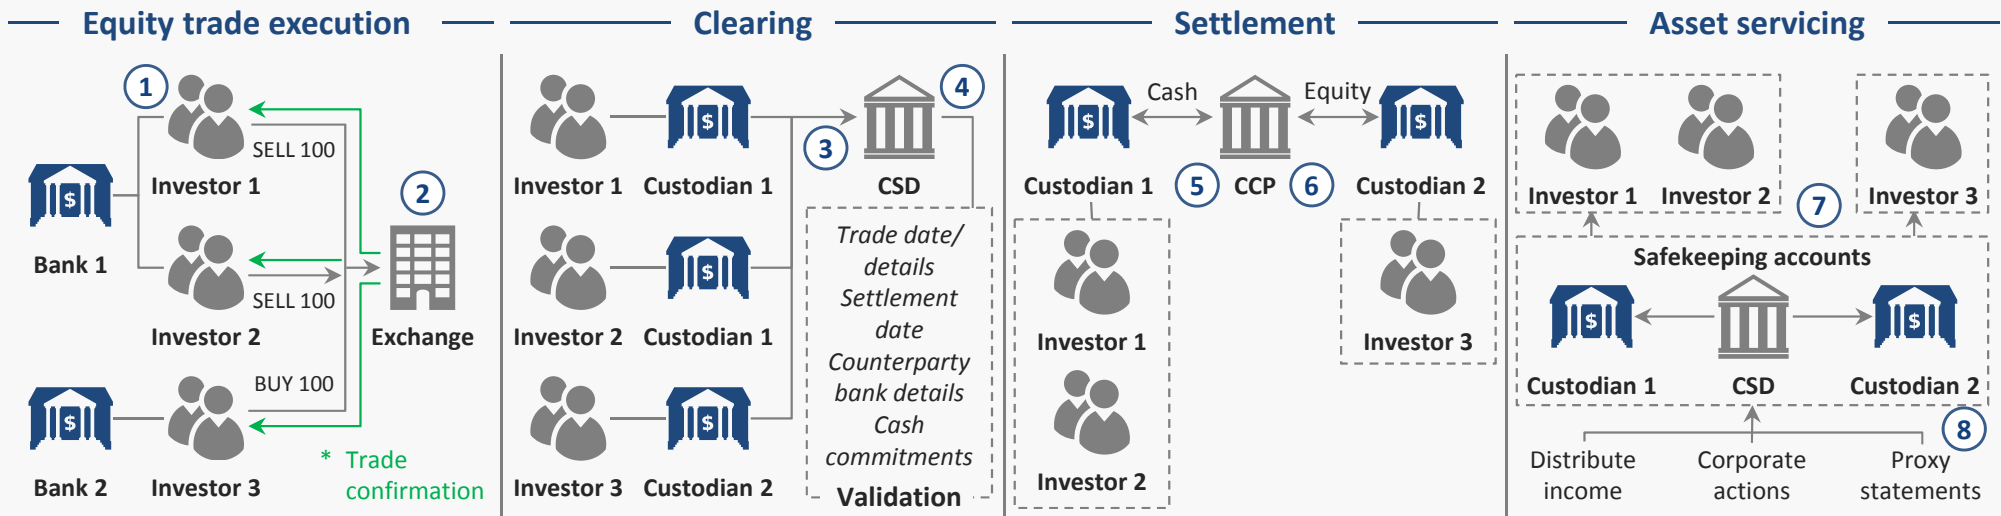 Equity trade execution
1
SELL 100
Investor 1
Bank 1
2
SELL 100
Investor 2
Exchange
BUY 100
Bank 2
Investor 3
* Trade
confirmation
Clearing
4
$
3
Investor 1
Custodian 1
CSD
$
Investor 2
Custodian 1
$
Investor 3
Custodian 2
Trade date/
details
Settlement
date
Counterparty
bank details
Cash
commitments
Validation
Settlement
Cash
Equity
$
$
Custodian 1
5
CCP
6
Custodian 2
Investor 1
Investor 2
Investor 3
Asset servicing
Investor 1
Investor 2
Investor 3
7
Safekeeping accounts
$
$
Custodian 1
CSD
Custodian 2
8
Distribute
income
Corporate
actions
Proxy
statements
$
$